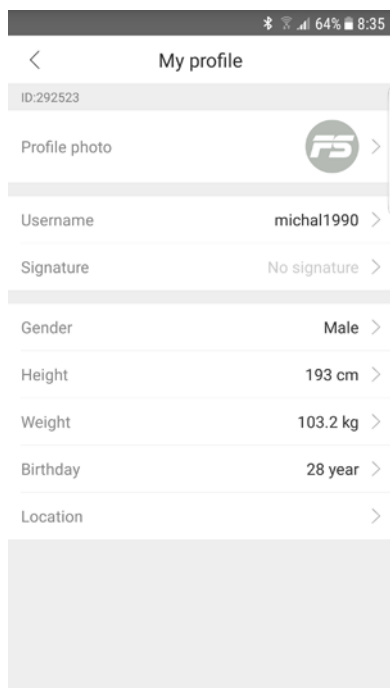 64% 8:35
My profile
ID:292523
Profile photo FS
Username michal1990
Signature No signature
Gender Male
Height 193 cm
Weight 103.2 kg
Birthday 28 year
Location